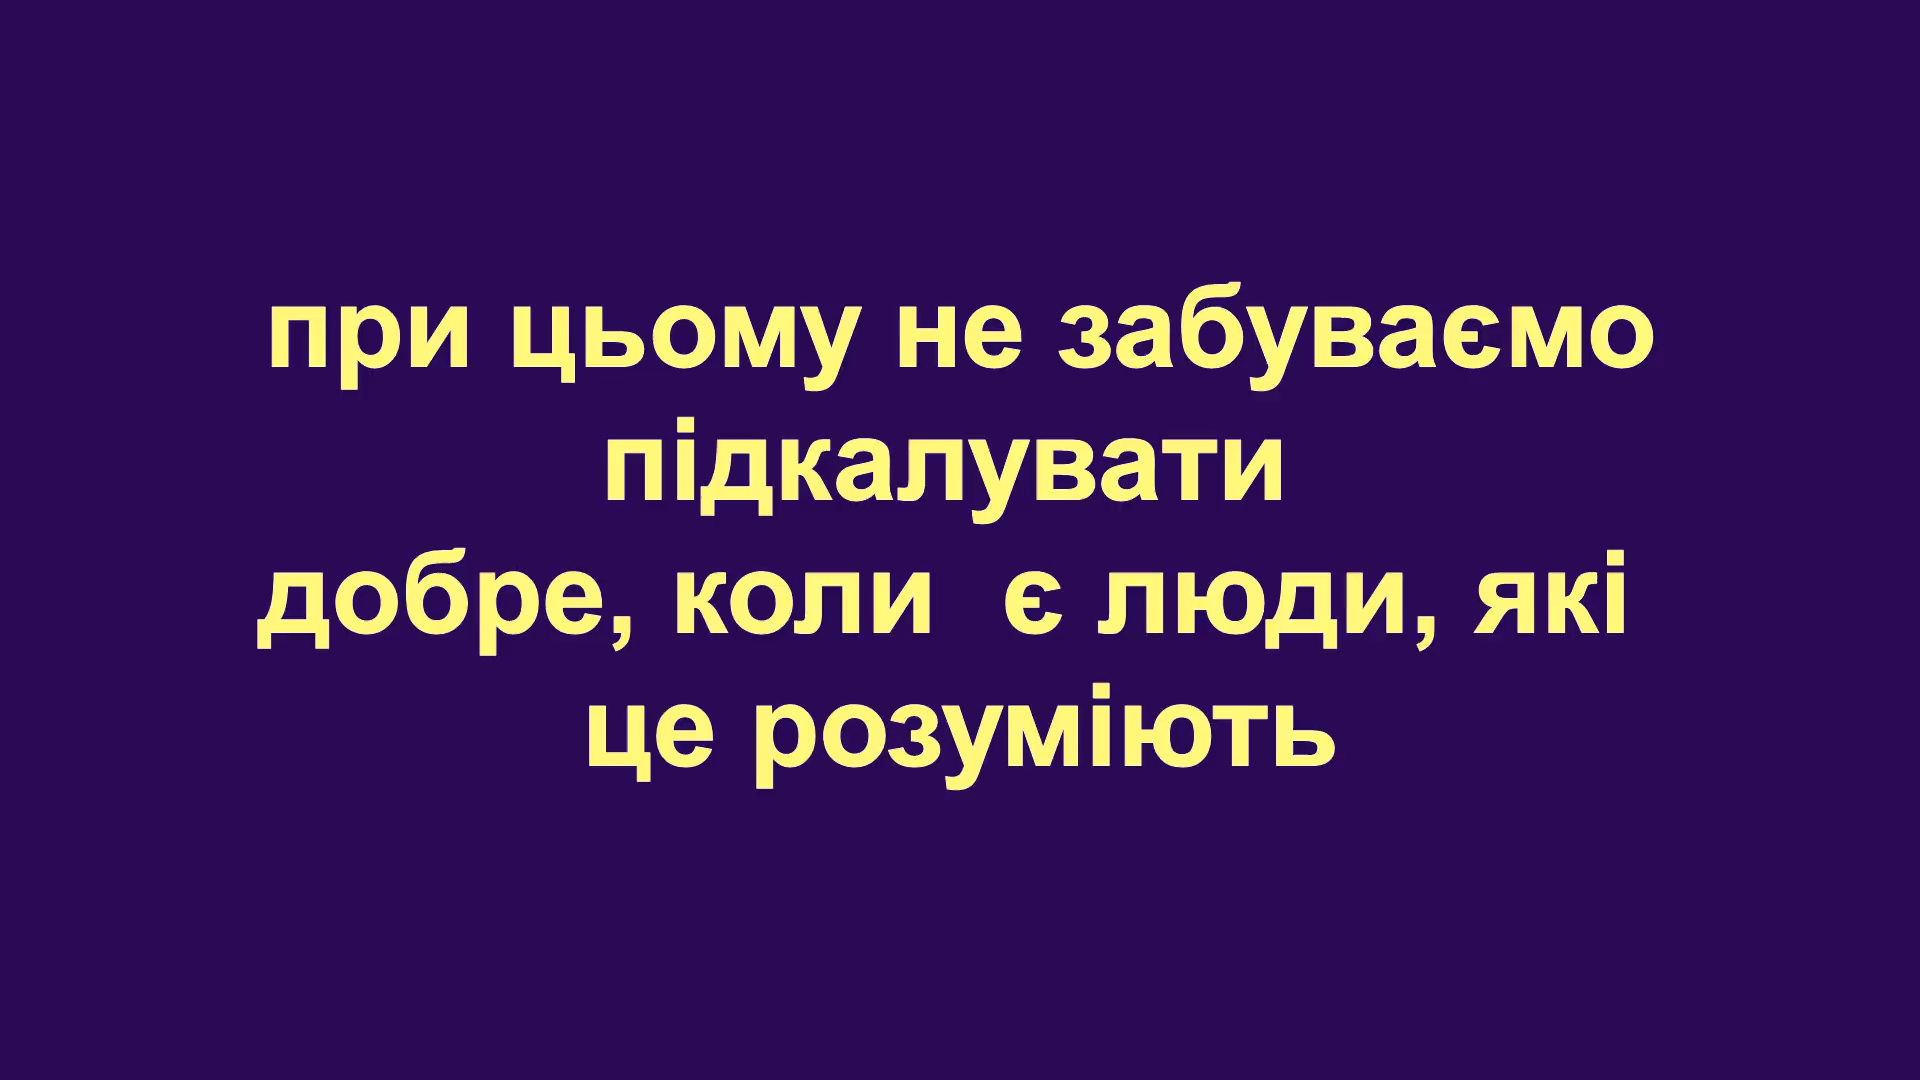 при цьому не забуваємо
підкалувати
добре, коли  є люди, які
це розуміють